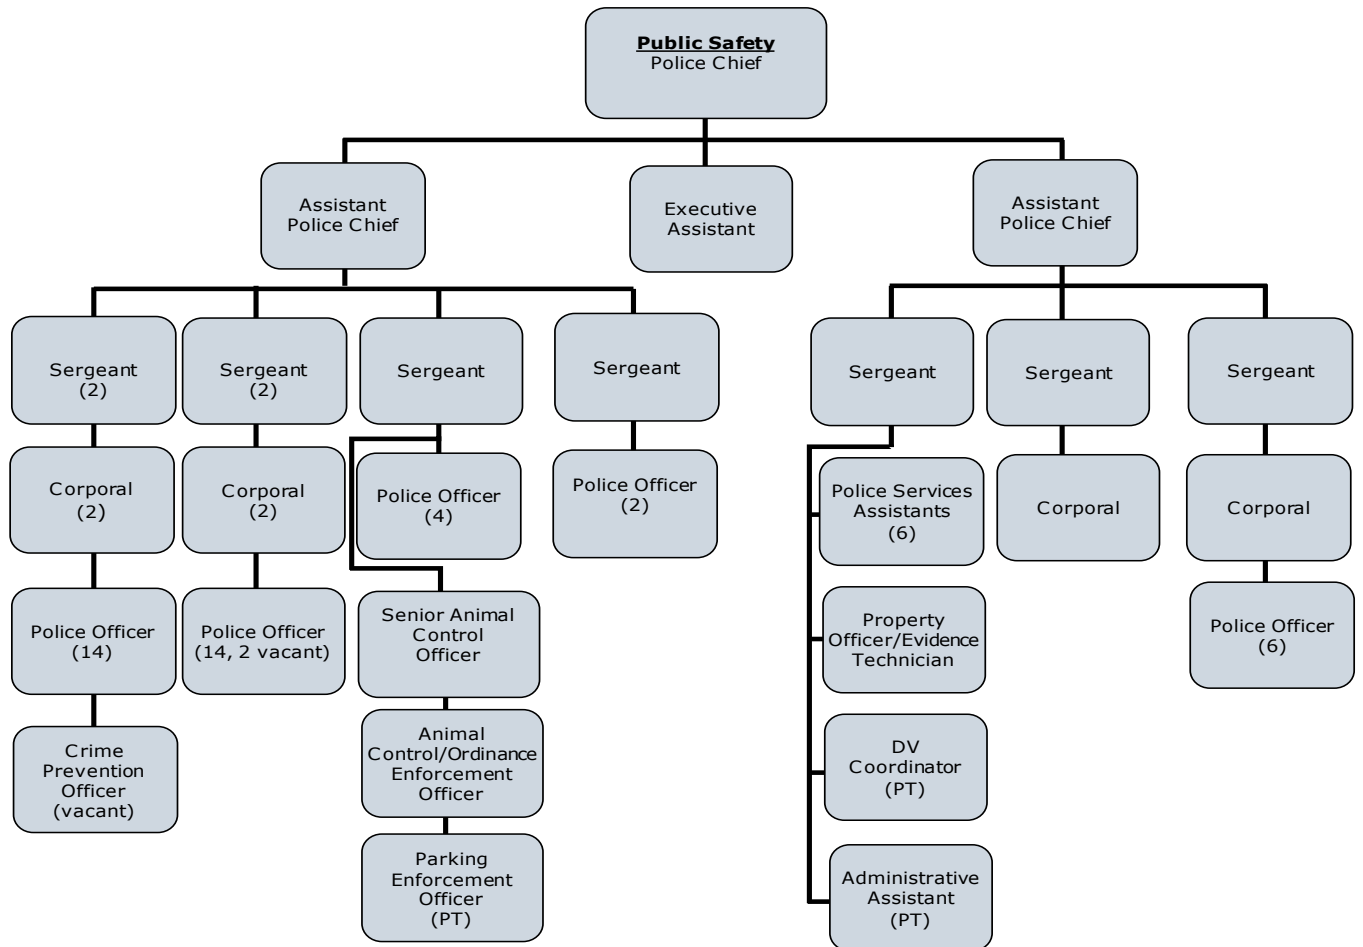 Public Safety
Police Chief
Assistant
Police Chief
Executive
Assistant
Assistant
Police Chief
Sergeant
(2)
Sergeant
(2)
Sergeant
Sergeant
Sergeant
Sergeant
Sergeant
Corporal
(2)
Corporal
(2)
Police Officer
(4)
Police Officer
(2)
Police Services
Assistants
(6)
Corporal
Corporal
Police Officer
(14)
Police Officer
(14, 2 vacant)
Senior Animal
Control
Officer
Property
Officer/Evidence
Technician
Police Officer
(6)
Crime
Prevention
Officer
(vacant)
Animal
Control/Ordinance
Enforcement
Officer
DV
Coordinator
(PT)
Parking
Enforcement
Officer
(PT)
Administrative
Assistant
(PT)